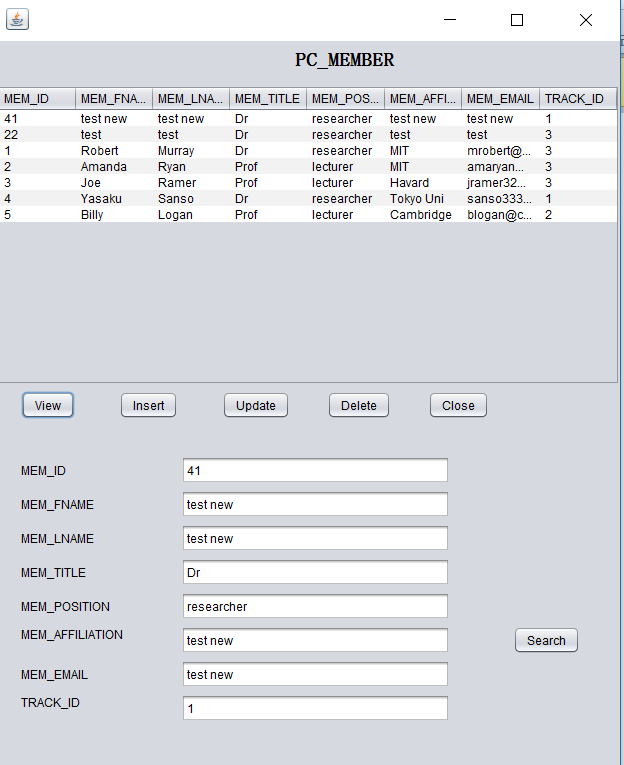 PC_MEMBER
MEM_ID MEM_FNA... MEM_LNA... MEM_TITLE MEM_POS... MEM_AFFI... MEM_EMAIL TRACK_ID
41 test new test new Dr researcher test new test new 1
22 test test Dr researcher test test 3
1 Robert Murray Dr researcher MIT mrobert@... 3
2 Amanda Ryan Prof lecturer MIT amaryan... 3
3 Joe Ramer Prof lecturer Havard jramer32... 3
4 Yasaku Sanso Dr researcher Tokyo Uni sanso333... 1
5 Billy Logan Prof lecturer Cambridge blogan@c... 2
View Insert Update Delete Close
MEM_ID 41
MEM_FNAME test new
MEM_LNAME test new
MEM_TITLE Dr
MEM_POSITION researcher
MEM_AFFILIATION test new Search
MEM_EMAIL test new
TRACK_ID 1